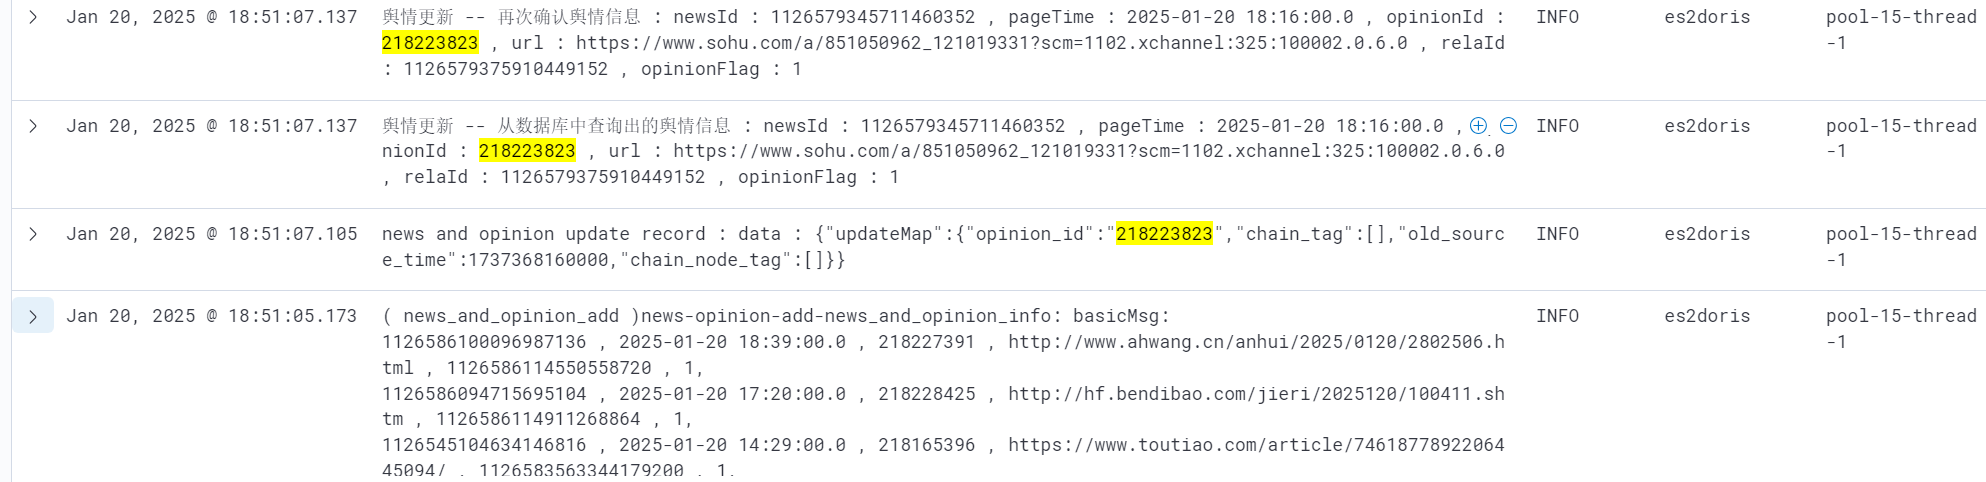 Jan 20, 2025 @ 18:51:07.137 舆情更新 -- 再次确认舆情信息 : newsId : 1126579345711460352 , pageTime : 2025-01-20 18:16:00.0 , opinionId : INFO es2doris pool-15-thread
218223823 , url : https://www.sohu.com/a/851050962_121019331?scm=1102.xchannel:325:100002.0.6.0 , relaId -1
: 1126579375910449152 , opinionFlag : 1
Jan 20, 2025 @ 18:51:07.137 舆情更新 -- 从数据库中查询出的舆情信息 : newsId : 1126579345711460352 , pageTime : 2025-01-20 18:16:00.0 , INFO es2doris pool-15-thread
nionId : 218223823 , url : https://www.sohu.com/a/851050962_121019331?scm=1102.xchannel:325:100002.0.6.0 -1
, relaId : 1126579375910449152 , opinionFlag : 1
Jan 20, 2025 @ 18:51:07.105 news and opinion update record : data : {"updateMap":{"opinion_id":"218223823","chain_tag":[],"old_sourc INFO es2doris pool-15-thread
e_time":1737368160000,"chain_node_tag":[]}} -1
Jan 20, 2025 @ 18:51:05.173 ( news_and_opinion_add )news-opinion-add-news_and_opinion_info: basicMsg: INFO es2doris pool-15-thread
1126586100096987136 , 2025-01-20 18:39:00.0 , 218227391 , http://www.ahwang.cn/anhui/2025/0120/2802506.h -1
tml , 1126586114550558720 , 1,
1126586094715695104 , 2025-01-20 17:20:00.0 , 218228425 , http://hf.bendibao.com/jieri/2025120/100411.sh
tm , 1126586114911268864 , 1,
1126545104634146816 , 2025-01-20 14:29:00.0 , 218165396 , https://www.toutiao.com/article/74618778922064
45094/ , 1126583563344179200 , 1,